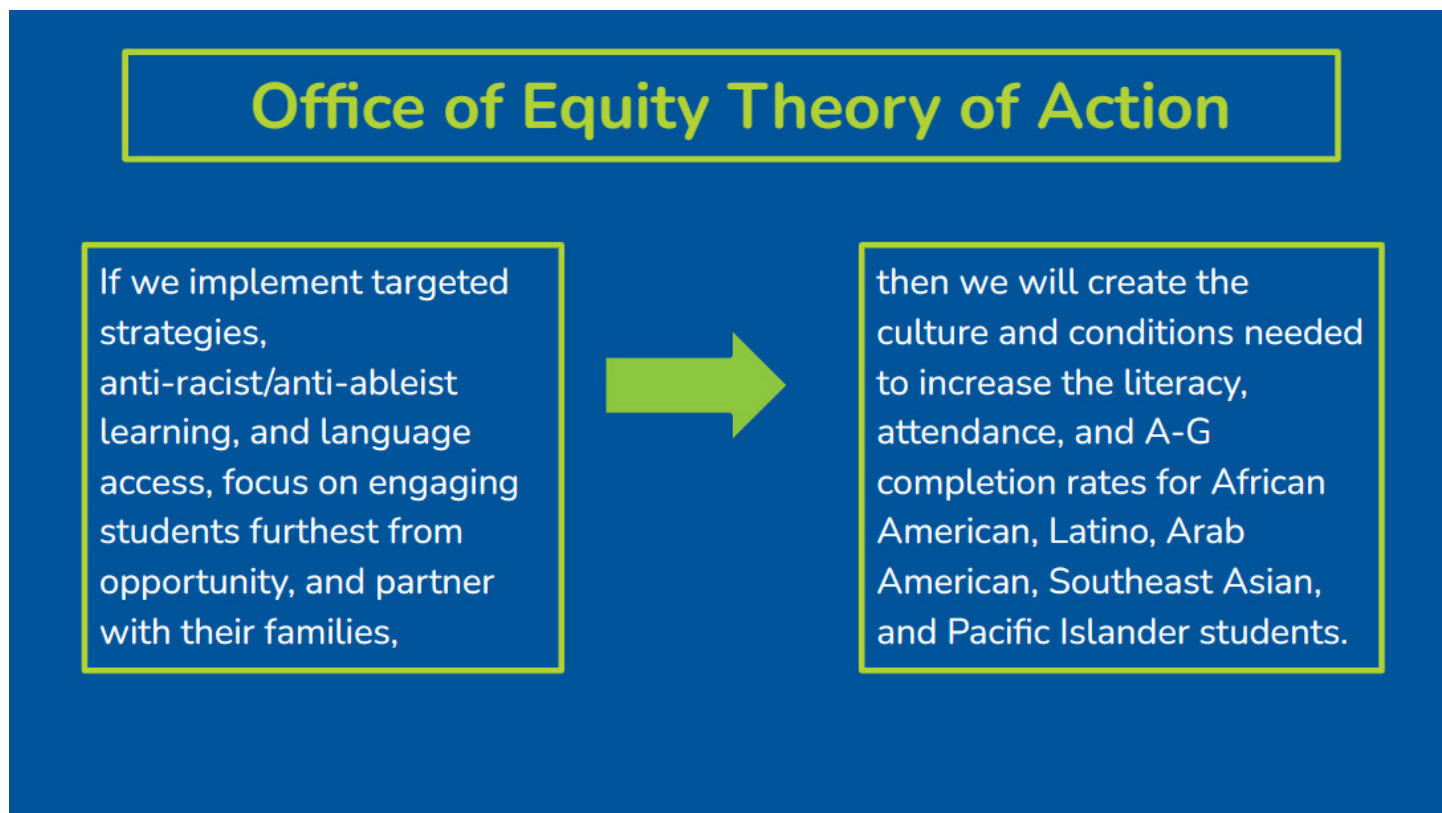 Office of Equity Theory of Action
If we implement targeted
strategies,
anti-racist/anti-ableist
learning, and language
access, focus on engaging
students furthest from
opportunity, and partner
with their families,
then we will create the
culture and conditions needed
to increase the literacy,
attendance, and A-G
completion rates for African
American, Latino, Arab
American, Southeast Asian,
and Pacific Islander students.